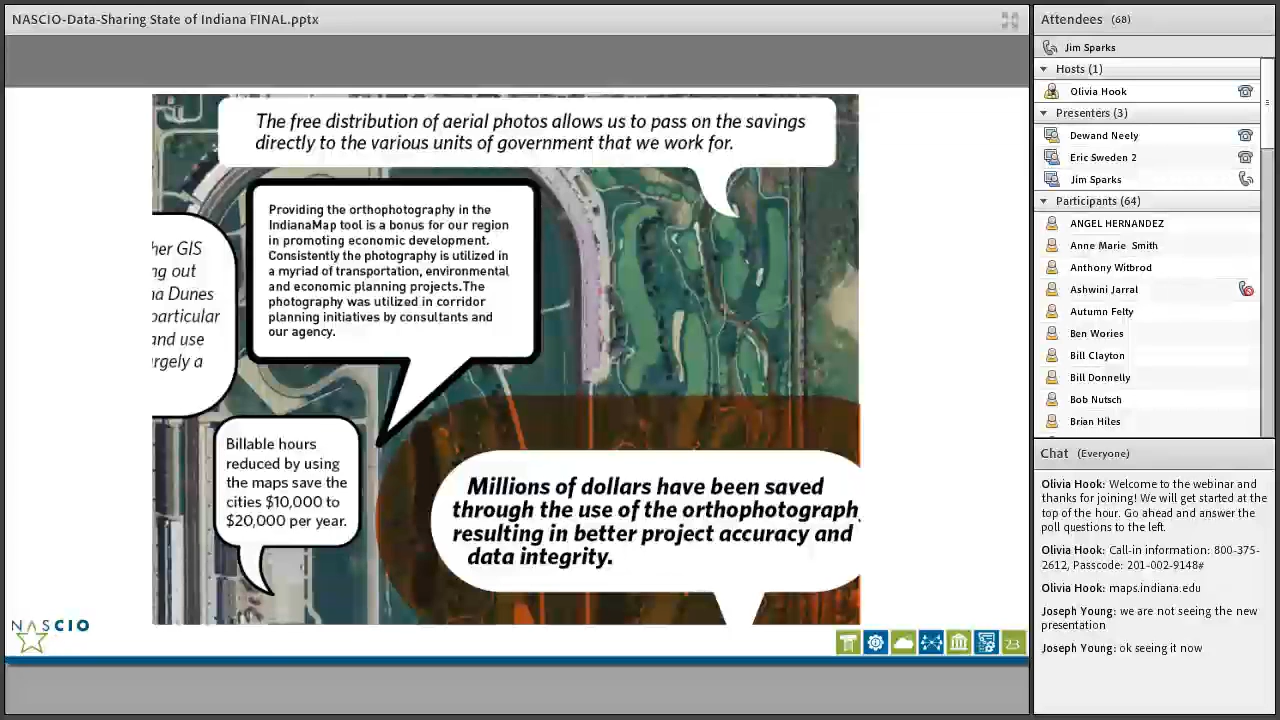 NASCIO-Data-Sharing State of Indiana FINAL.pptx
The free distribution of aerial photos allows us to pass on the savings
directly to the various units of government that we work for.
Providing the orthophotography in the
IndianaMap tool is a bonus for our region
in promoting economic development.
Consistently the photography is utilized in
a myriad of transportation, environmental
and economic planning projects.The
photography was utilized in corridor
planning initiatives by consultants and
our agency.
her GIS
ng out
na Dunes
particular
and use
rgely a
Billable hours
reduced by using
the maps save the
cities $10,000 to
$20,000 per year.
Millions of dollars have been saved
through the use of the orthophotograph
resulting in better project accuracy and
data integrity.
NASCIO
23
Attendees (68)
Jim Sparks
Hosts (1)
Olivia Hook
Presenters (3)
Dewand Neely
Eric Sweden 2
Jim Sparks
Participants (64)
ANGEL HERNANDEZ
Anne Marie Smith
Anthony Witbrod
Ashwini Jarral
Autumn Felty
Ben Wories
Bill Clayton
Bill Donnelly
Bob Nutsch
Brian Hiles
Chat (Everyone)
Olivia Hook: Welcome to the webinar and
thanks for joining! We will get started at the
top of the hour. Go ahead and answer the
poll questions to the left.
Olivia Hook: Call-in information: 800-375-
2612, Passcode: 201-002-9148#
Olivia Hook: maps.indiana.edu
Joseph Young: we are not seeing the new
presentation
Joseph Young: ok seeing it now